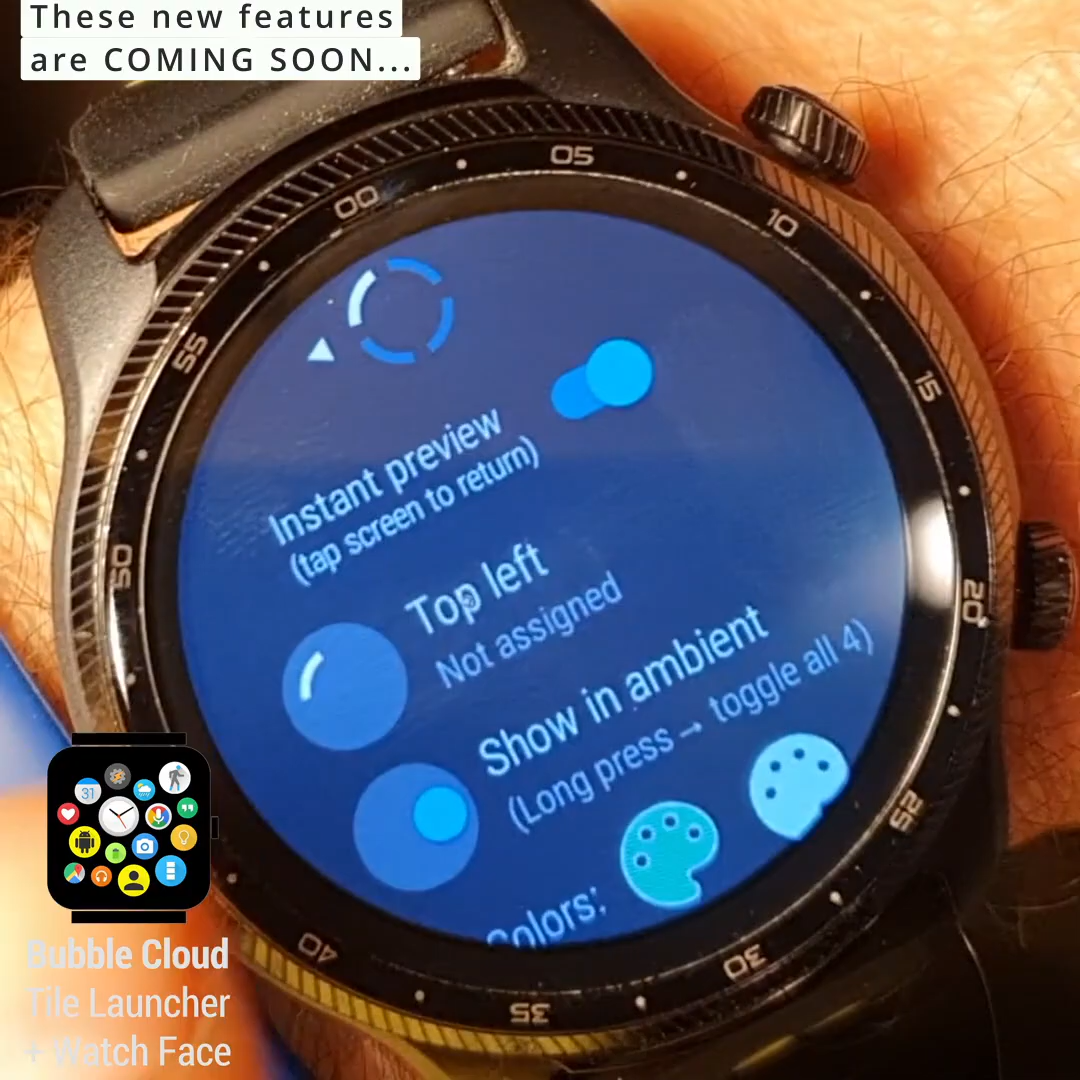 These new features
are COMING SOON...
00
05
10
15
20
25
30
35
40
50
55
Instant preview
(tap screen to return)
Top left
Not assigned
Show in ambient
(Long press → toggle all 4)
Colors:
31
Bubble Cloud
Tile Launcher
+ Watch Face